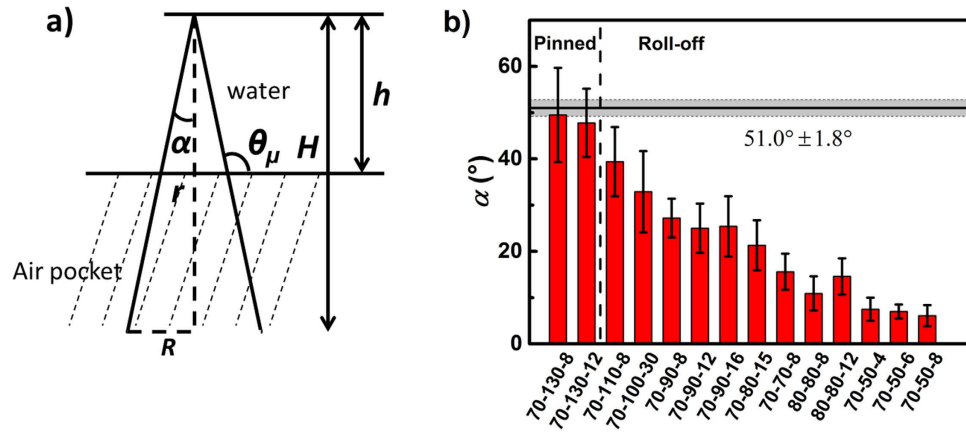 a)
water
h
α
θμ
H
r
Air pocket
R
b)
Pinned
Roll-off
60
51.0° ± 1.8°
40
α (°)
20
0
70-130-8
70-130-12
70-110-8
70-100-30
70-90-8
70-90-12
70-90-16
70-80-15
70-70-8
80-80-8
80-80-12
70-50-4
70-50-6
70-50-8